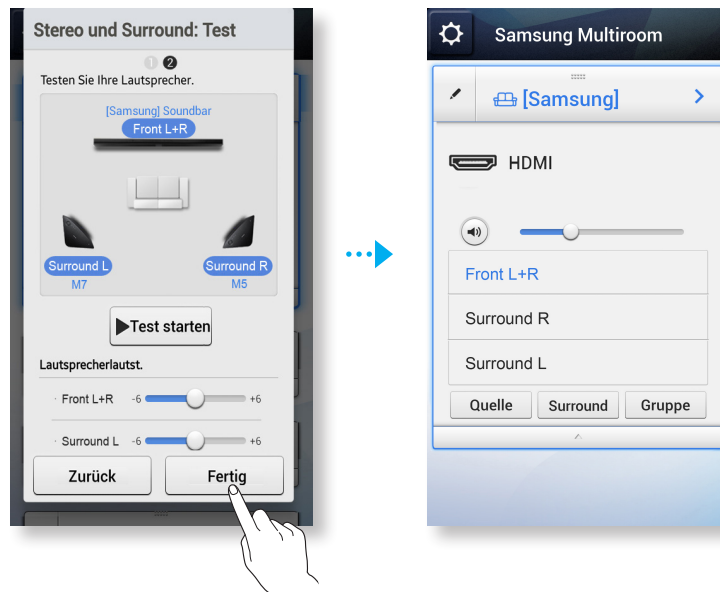 Stereo und Surround: Test
1 2
Testen Sie Ihre Lautsprecher.
[Samsung] Soundbar
Front L+R
Surround L
Surround R
M7
M5
Test starten
Lautsprecherlautst.
· Front L+R -6 +6
· Surround L -6 +6
Zurück
Fertig
Samsung Multiroom
[Samsung]
HDMI
Front L+R
Surround R
Surround L
Quelle
Surround
Gruppe